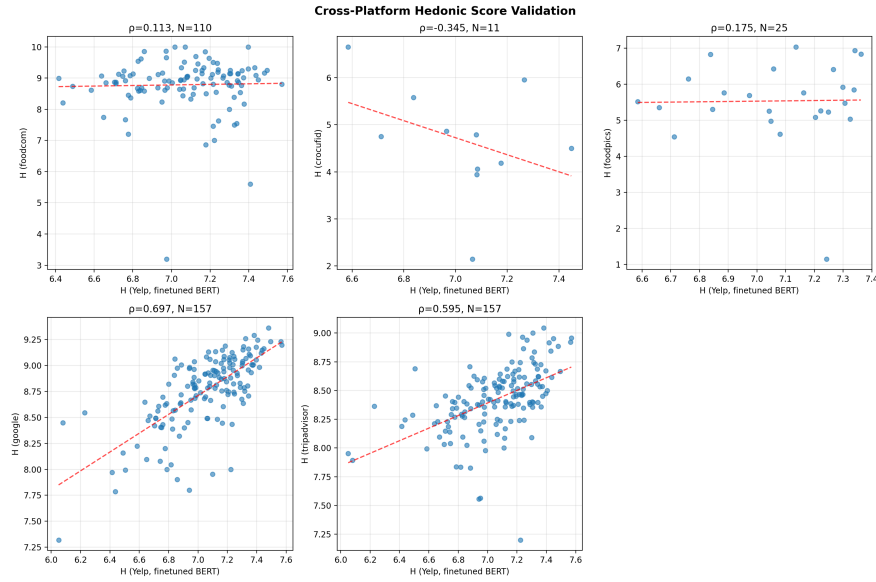 Cross-Platform Hedonic Score Validation
ρ=0.113, N=110
H (foodcom)
10
9
8
7
6
5
4
3
6.4 6.6 6.8 7.0 7.2 7.4 7.6
H (Yelp, finetuned BERT)
ρ=-0.345, N=11
H (crocufid)
6
5
4
3
2
6.6 6.8 7.0 7.2 7.4
H (Yelp, finetuned BERT)
ρ=0.175, N=25
H (foodpics)
7
6
5
4
3
2
1
6.6 6.7 6.8 6.9 7.0 7.1 7.2 7.3 7.4
H (Yelp, finetuned BERT)
ρ=0.697, N=157
H (google)
9.25
9.00
8.75
8.50
8.25
8.00
7.75
7.50
7.25
6.0 6.2 6.4 6.6 6.8 7.0 7.2 7.4 7.6
H (Yelp, finetuned BERT)
ρ=0.595, N=157
H (tripadvisor)
9.00
8.75
8.50
8.25
8.00
7.75
7.50
7.25
6.0 6.2 6.4 6.6 6.8 7.0 7.2 7.4 7.6
H (Yelp, finetuned BERT)